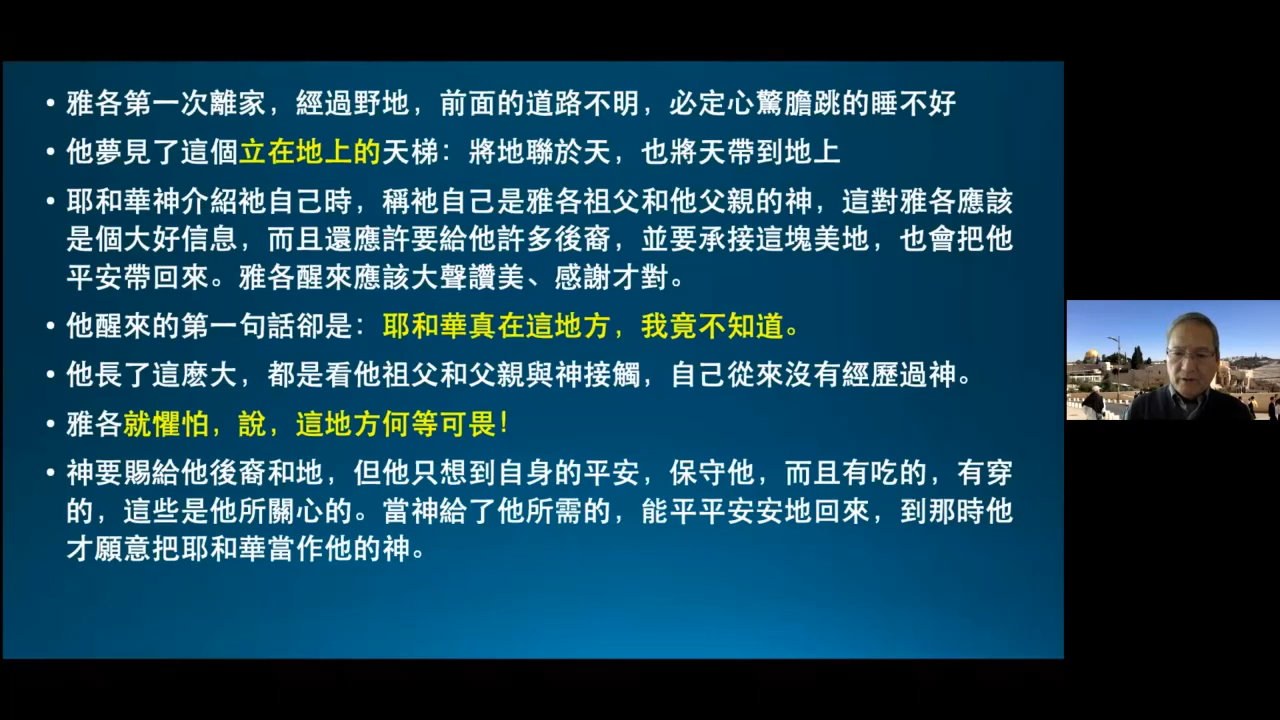 • 雅各第一次離家，經過野地，前面的道路不明，必定心驚膽跳的睡不好
• 他夢見了這個立在地上的天梯：將地聯於天，也將天帶到地上
• 耶和華神介紹祂自己時，稱祂自己是雅各祖父和他父親的神，這對雅各應該
是個大好信息，而且還應許要給他許多後裔，並要承接這塊美地，也會把他
平安帶回來。雅各醒來應該大聲讚美、感謝才對。
• 他醒來的第一句話卻是：耶和華真在這地方，我竟不知道。
• 他長了這麽大，都是看他祖父和父親與神接觸，自己從來沒有經歷過神。
• 雅各就懼怕，說，這地方何等可畏！
• 神要賜給他後裔和地，但他只想到自身的平安，保守他，而且有吃的，有穿
的，這些是他所關心的。當神給了他所需的，能平平安安地回來，到那時他
才願意把耶和華當作他的神。